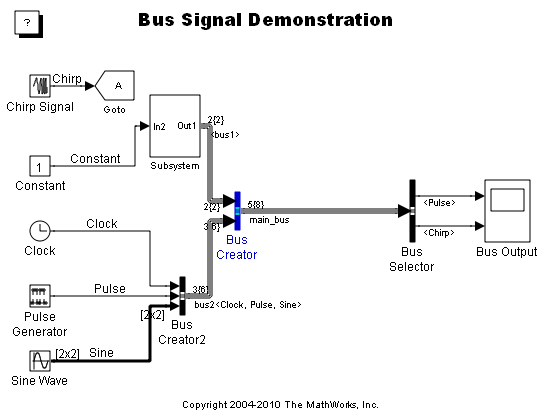 Bus Signal Demonstration
?
Chirp
Chirp Signal
A
Goto
In2
Out1
Subsystem
2{2}
<bus1>
1
Constant
Constant
2{2}
3{6}
5{8}
main_bus
Bus
Creator
<Pulse>
<Chirp>
Bus
Selector
Bus Output
Clock
Clock
Pulse
Pulse
Generator
3{6}
bus2<Clock, Pulse, Sine>
[2x2]
Bus
Creator2
[2x2]
Sine
Sine Wave
Copyright 2004-2010 The MathWorks, Inc.